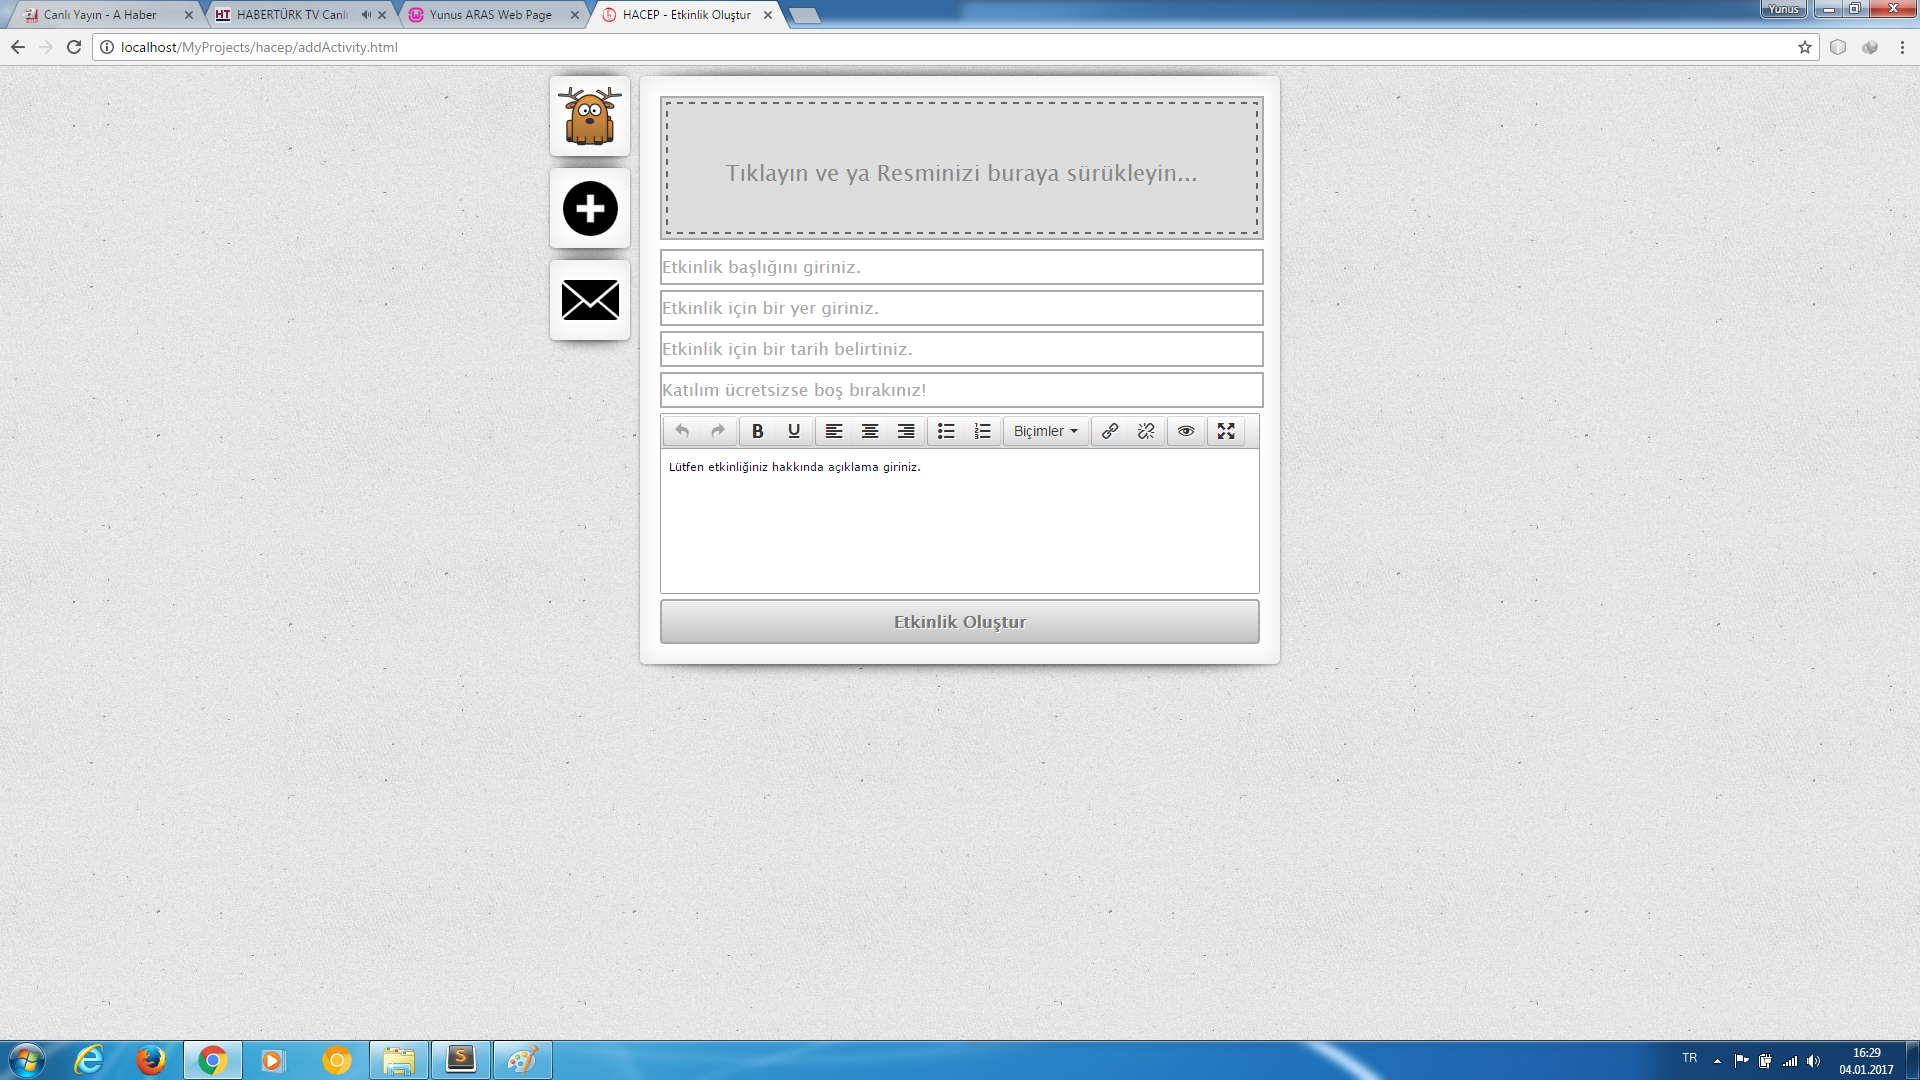 Canlı Yayın - A Haber
HT HABERTÜRK TV Canlı
Yunus ARAS Web Page
HACEP - Etkinlik Oluştur
Yunus
localhost/MyProjects/hacep/addActivity.html
Tıklayın ve ya Resminizi buraya sürükleyin...
Etkinlik başlığını giriniz.
Etkinlik için bir yer giriniz.
Etkinlik için bir tarih belirtiniz.
Katılım ücretsizse boş bırakınız!
B U Biçimler
Lütfen etkinliğiniz hakkında açıklama giriniz.
Etkinlik Oluştur
TR
16:29
04.01.2017